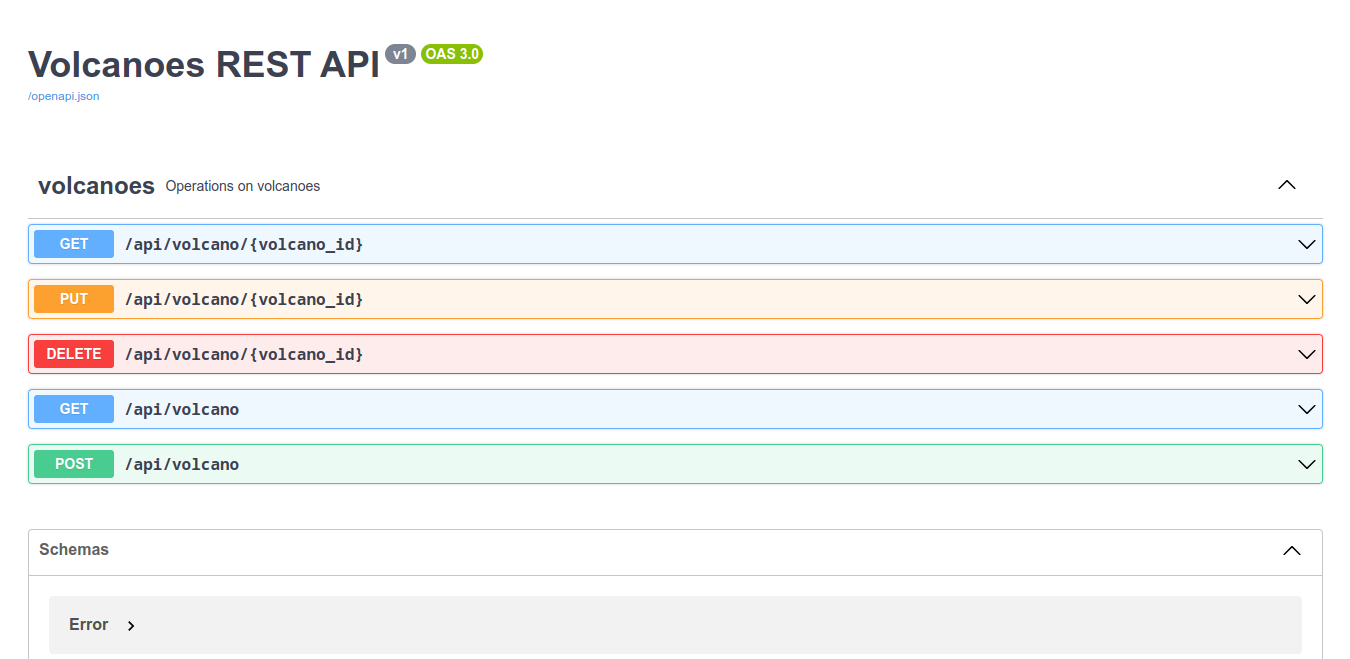 Volcanoes REST API v1 OAS 3.0
/openapi.json
volcanoes Operations on volcanoes
GET /api/volcano/{volcano_id}
PUT /api/volcano/{volcano_id}
DELETE /api/volcano/{volcano_id}
GET /api/volcano
POST /api/volcano
Schemas
Error